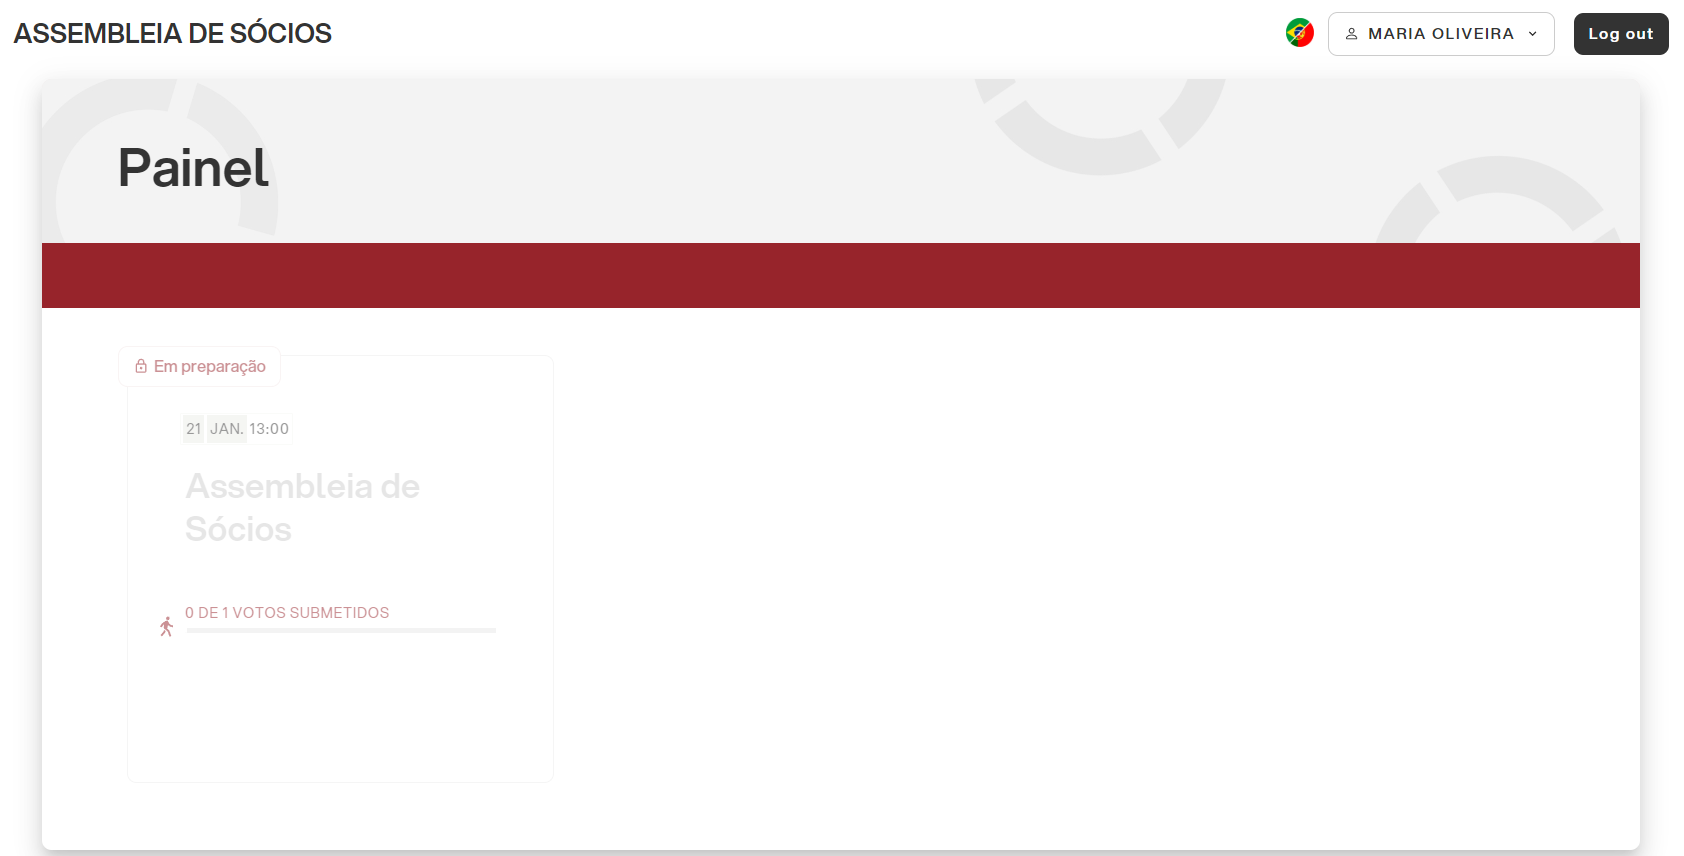 ASSEMBLEIA DE SÓCIOS
MARIA OLIVEIRA
Log out
Painel
Em preparação
21 JAN. 13:00
Assembleia de
Sócios
0 DE 1 VOTOS SUBMETIDOS